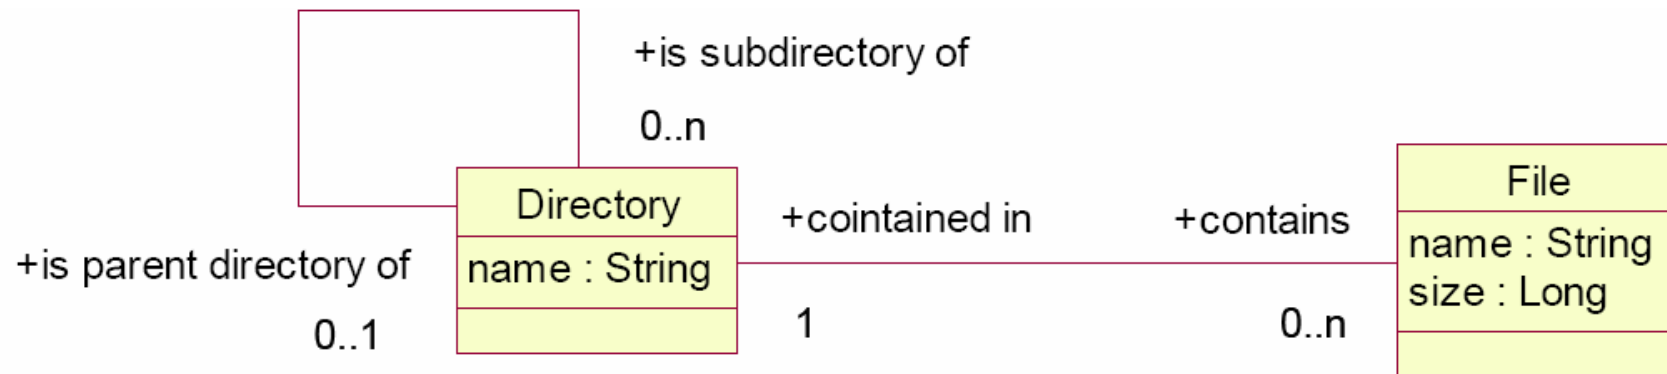 +is subdirectory of
0..n
Directory
name : String
+is parent directory of
0..1
+cointained in
1
+contains
0..n
File
name : String
size : Long